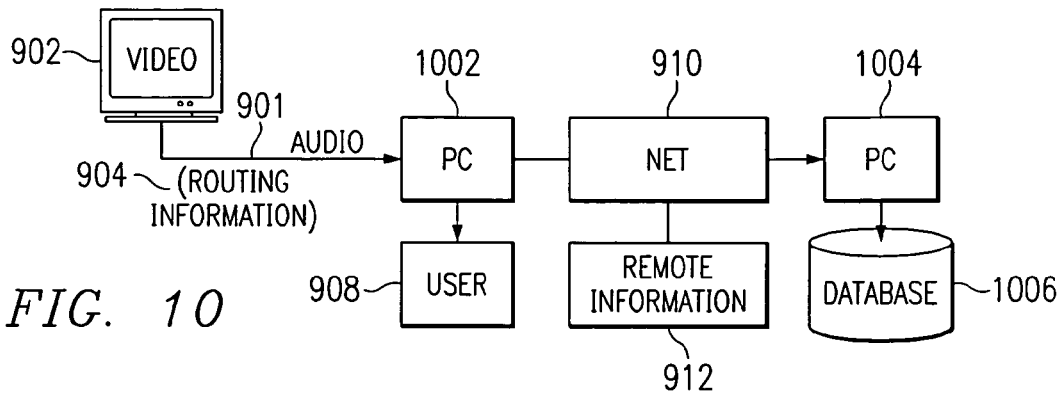 902
VIDEO
901
AUDIO
904
(ROUTING
INFORMATION)
1002
PC
910
NET
1004
PC
908
USER
REMOTE
INFORMATION
912
DATABASE
1006
FIG. 10